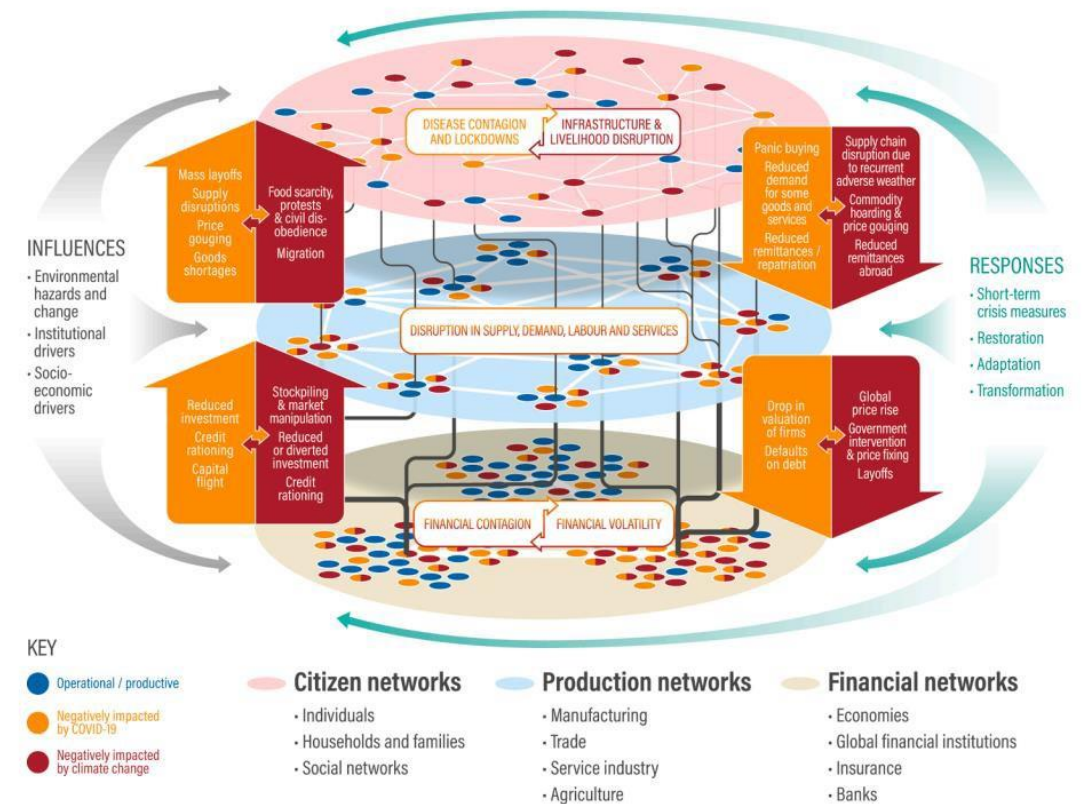 DISEASE CONTAGION
AND LOCKDOWNS
INFRASTRUCTURE &
LIVELIHOOD DISRUPTION
Mass layoffs
Supply
disruptions
Price
gouging
Goods
shortages
Food scarcity,
protests
& civil dis-
obedience
Migration
Panic buying
Reduced
demand
for some
goods and
services
Reduced
remittances /
repatriation
Supply chain
disruption due
to recurrent
adverse weather
Commodity
hoarding &
price gouging
Reduced
remittances
abroad
INFLUENCES
• Environmental
hazards and
change
• Institutional
drivers
• Socio-
economic
drivers
DISRUPTION IN SUPPLY, DEMAND, LABOUR AND SERVICES
RESPONSES
• Short-term
crisis measures
• Restoration
• Adaptation
• Transformation
Reduced
investment
Credit
rationing
Capital
flight
Stockpiling
& market
manipulation
Reduced
or diverted
investment
Credit
rationing
Drop in
valuation
of firms
Defaults
on debt
Global
price rise
Government
intervention
& price fixing
Layoffs
FINANCIAL CONTAGION
FINANCIAL VOLATILITY
KEY
Operational / productive
Negatively impacted
by COVID-19
Negatively impacted
by climate change
Citizen networks
• Individuals
• Households and families
• Social networks
Production networks
• Manufacturing
• Trade
• Service industry
• Agriculture
Financial networks
• Economies
• Global financial institutions
• Insurance
• Banks